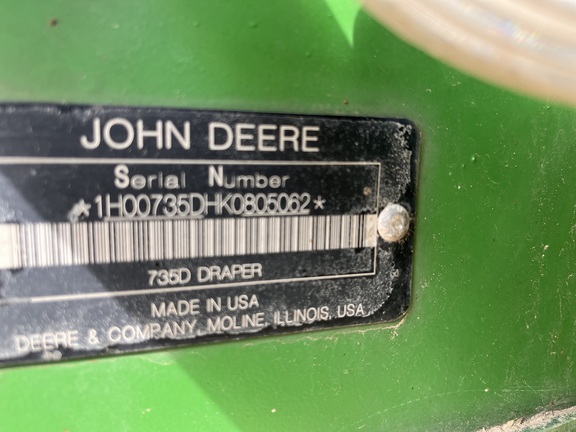 JOHN DEERE
Serial Number
*1H00735DHK0805062*
735D DRAPER
MADE IN USA
DEERE & COMPANY, MOLINE, ILLINOIS, USA